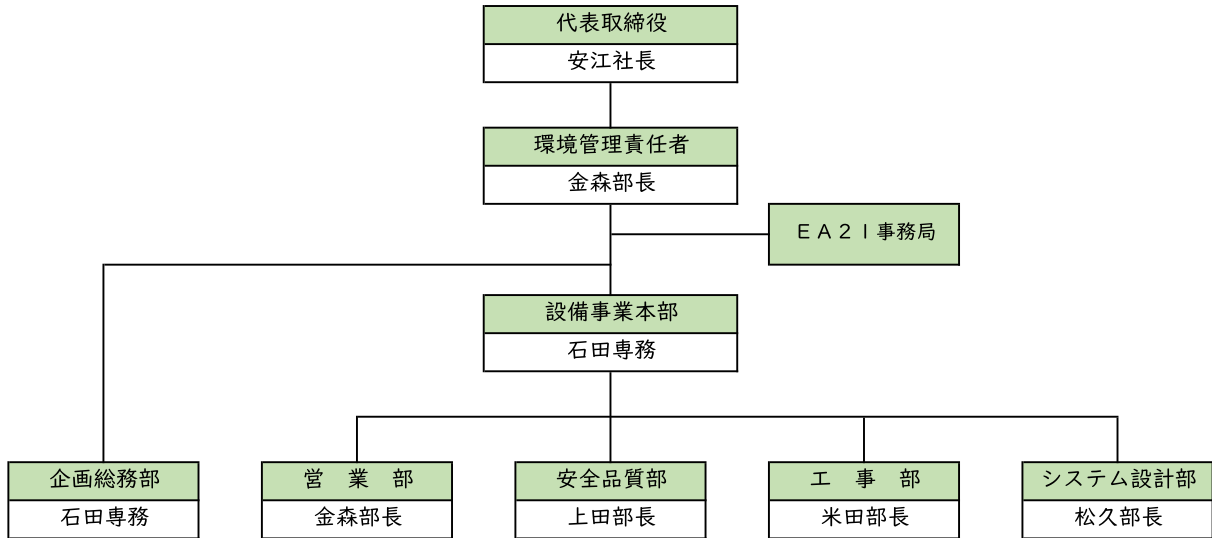 代表取締役
安江社長
環境管理責任者
金森部長
ＥＡ２１事務局
設備事業本部
石田専務
企画総務部
石田専務
営　業　部
金森部長
安全品質部
上田部長
工　事　部
米田部長
システム設計部
松久部長